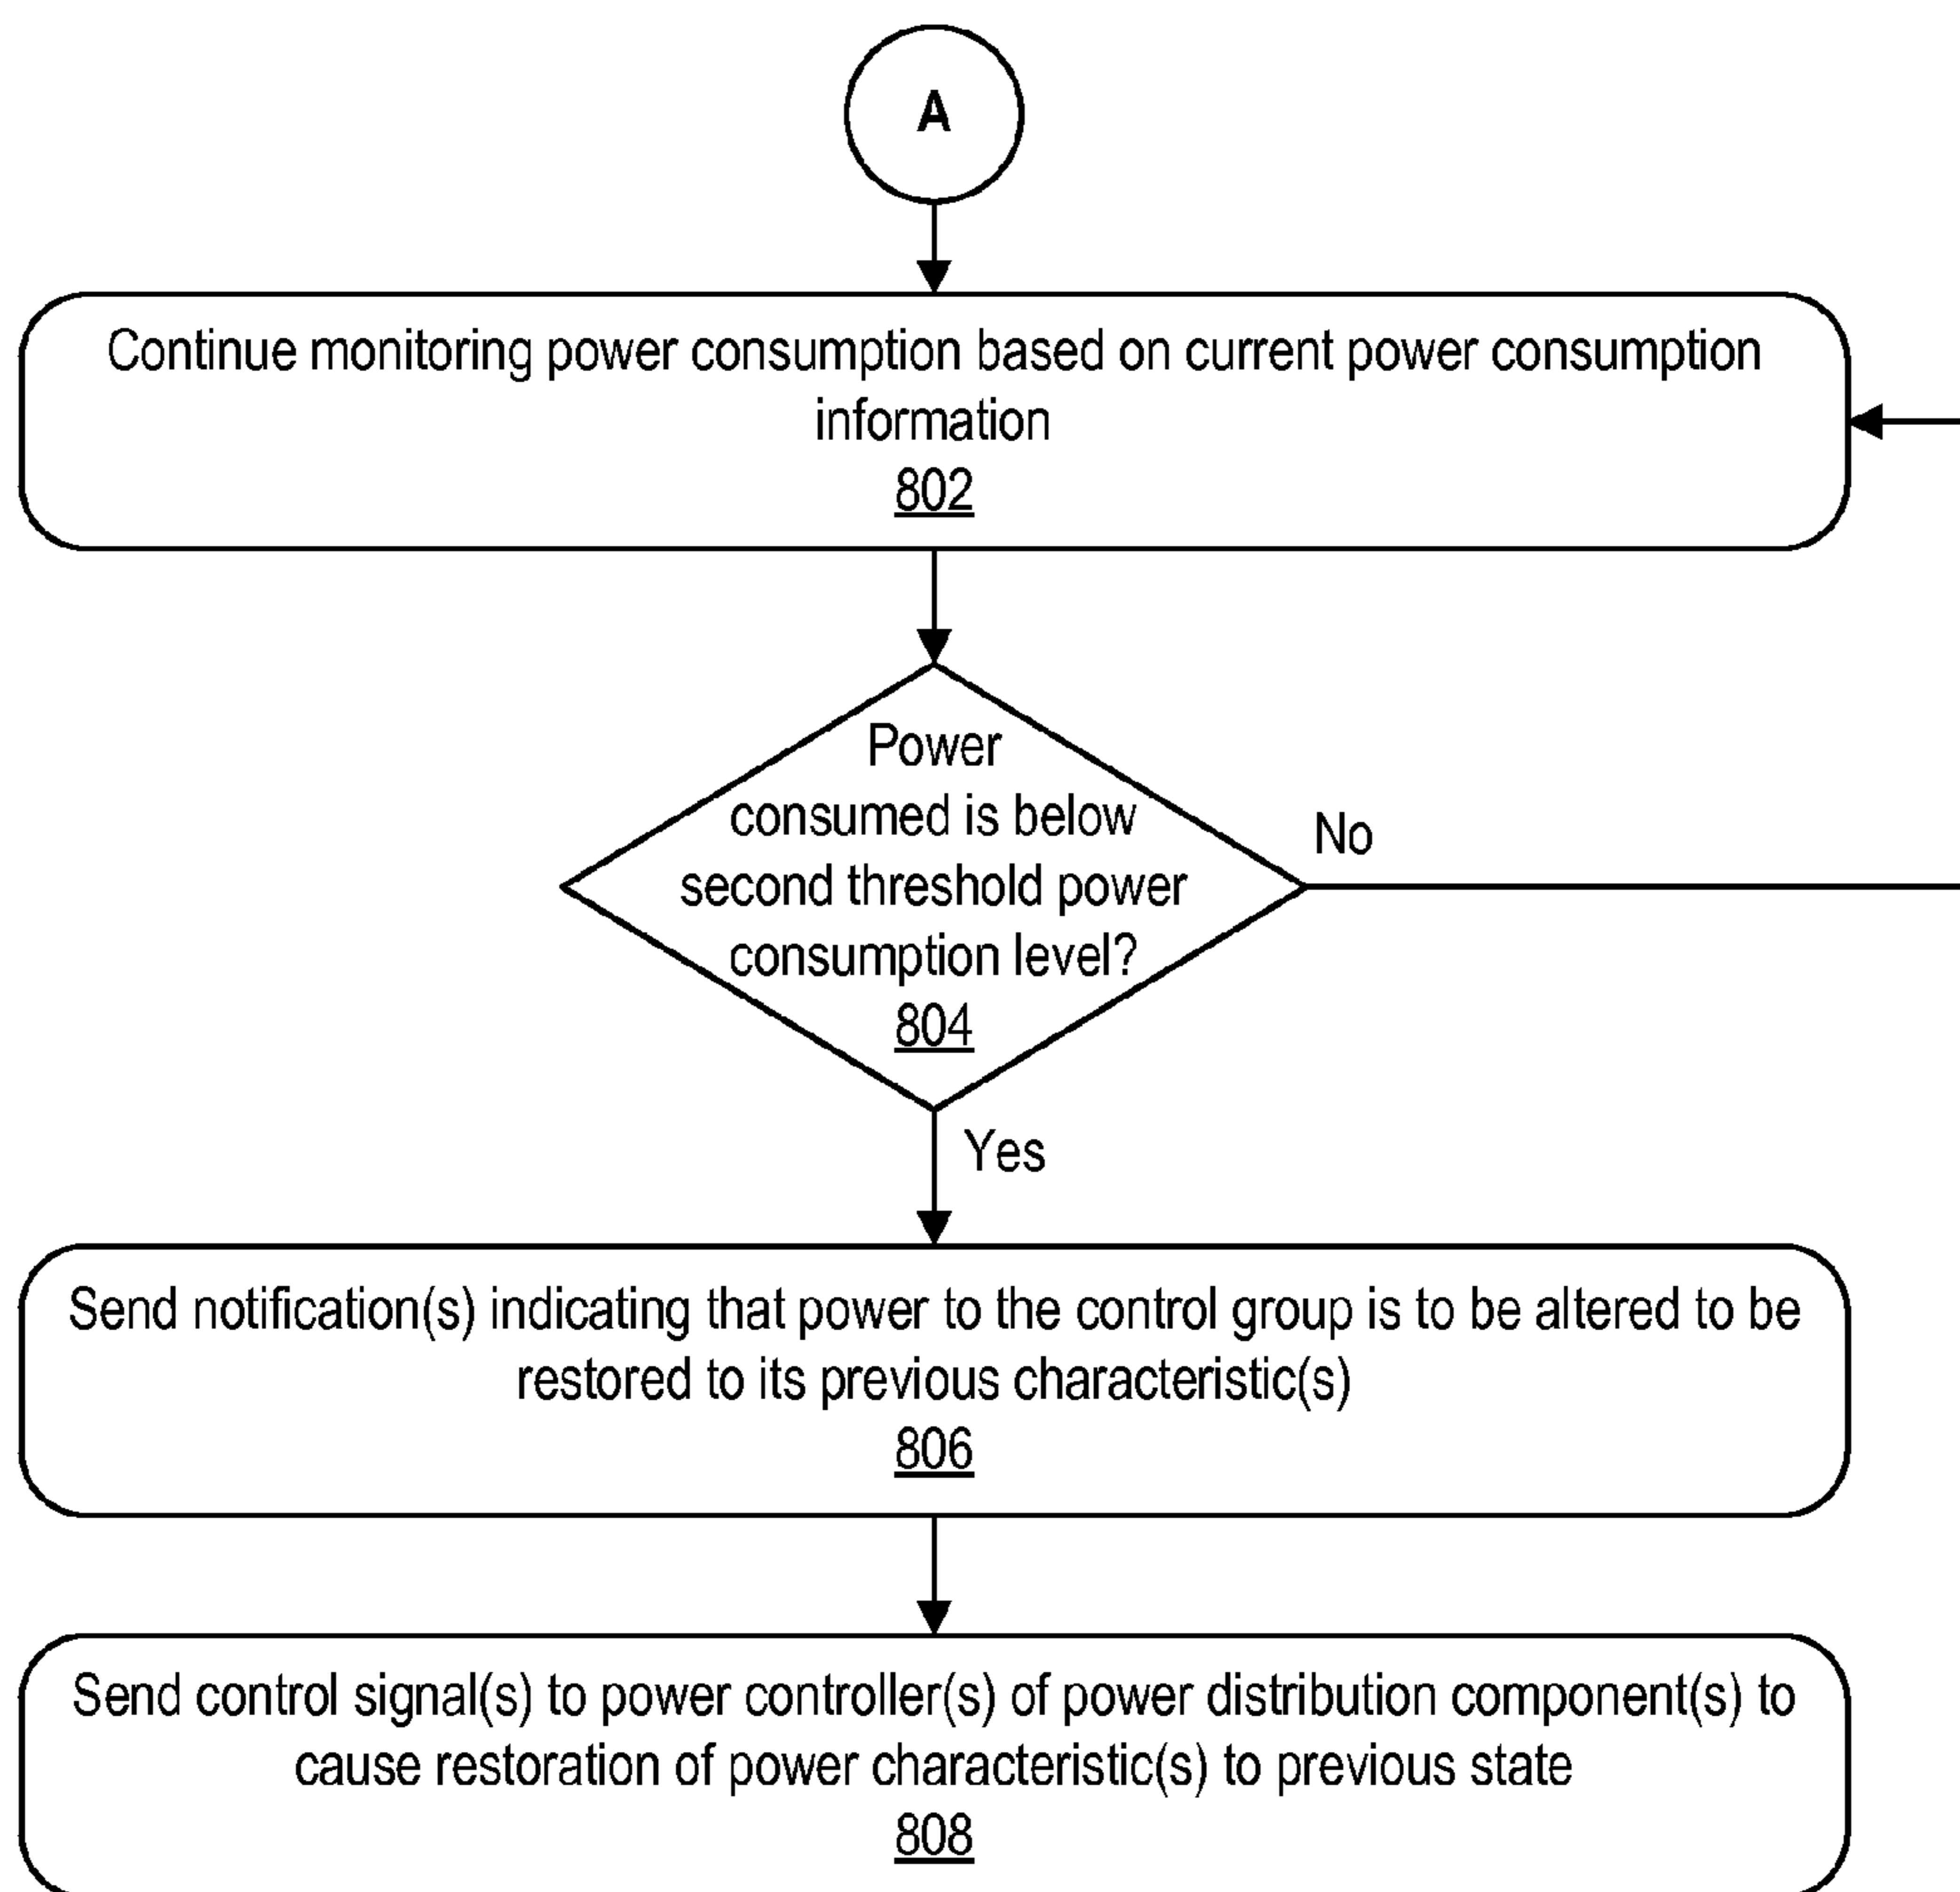 A
Continue monitoring power consumption based on current power consumption
information
802
Power
consumed is below
second threshold power
consumption level?
804
No
Yes
Send notification(s) indicating that power to the control group is to be altered to be
restored to its previous characteristic(s)
806
Send control signal(s) to power controller(s) of power distribution component(s) to
cause restoration of power characteristic(s) to previous state
808